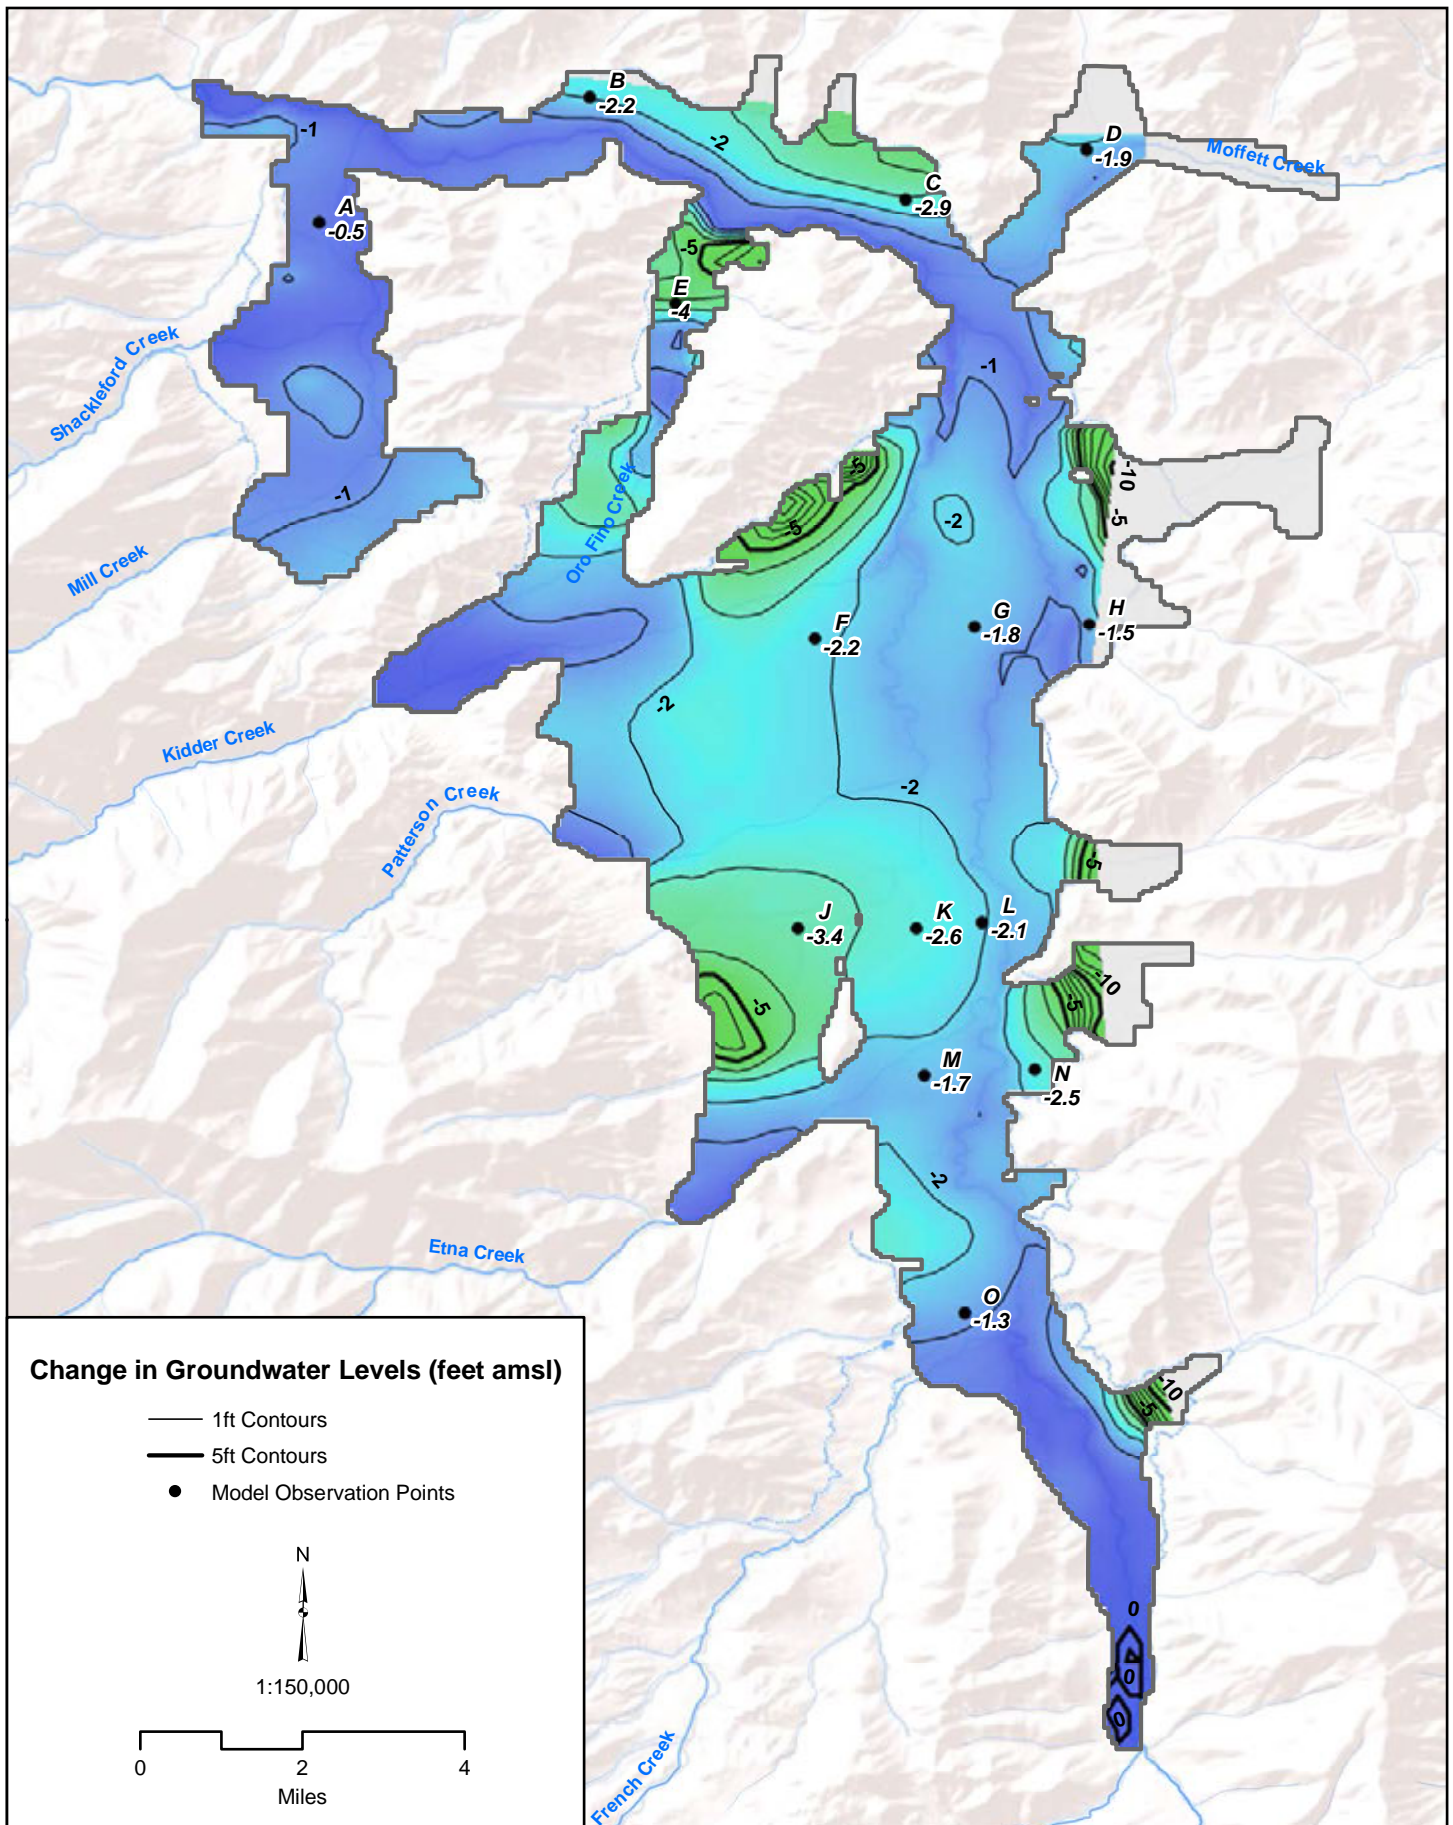 B
-2.2
-1
-2
D
-1.9
Moffett Creek
C
-2.9
A
-0.5
-5
E
-4
Shackleford Creek
-1
-5
-10
-1
-5
-5
-2
Oro Fino Creek
Mill Creek
F
-2.2
G
-1.8
H
-1.5
-2
Kidder Creek
-2
Patterson Creek
-5
J
-3.4
K
-2.6
L
-2.1
-10
-5
-5
M
-1.7
N
-2.5
-2
Etna Creek
O
-1.3
-10
-5
0
0
0
French Creek
Change in Groundwater Levels (feet amsl)
1ft Contours
5ft Contours
Model Observation Points
N
1:150,000
0 2 4
Miles